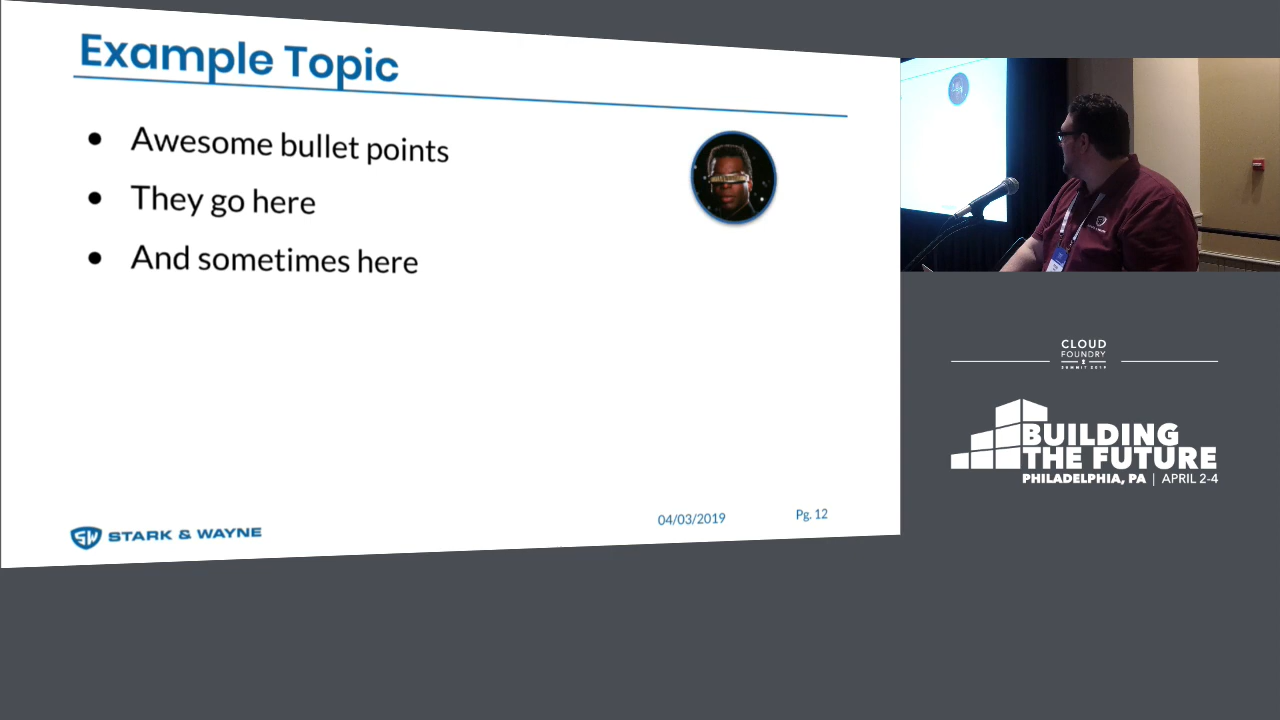 Example Topic
Awesome bullet points
They go here
And sometimes here
STARK & WAYNE
04/03/2019
Pg. 12
CLOUD
FOUNDRY
SUMMIT 2019
BUILDING
THE FUTURE
PHILADELPHIA, PA | APRIL 2-4